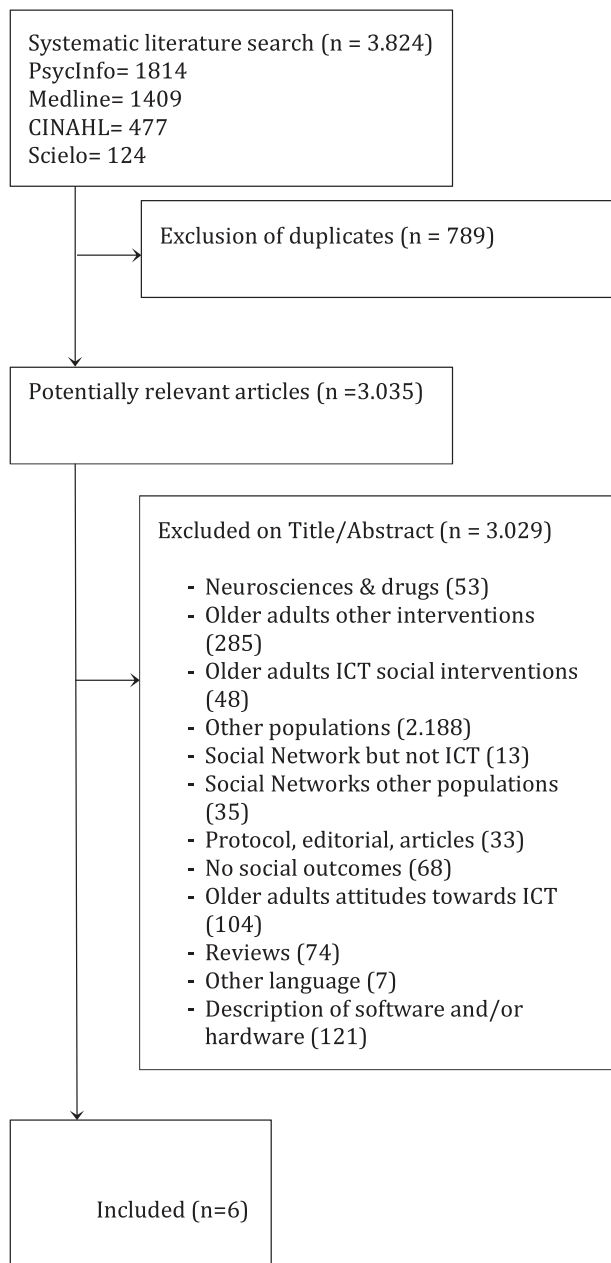 Systematic literature search (n = 3.824)
PsycInfo= 1814
Medline= 1409
CINAHL= 477
Scielo= 124
Exclusion of duplicates (n = 789)
Potentially relevant articles (n =3.035)
Excluded on Title/Abstract (n = 3.029)
- Neurosciences & drugs (53)
- Older adults other interventions
(285)
- Older adults ICT social interventions
(48)
- Other populations (2.188)
- Social Network but not ICT (13)
- Social Networks other populations
(35)
- Protocol, editorial, articles (33)
- No social outcomes (68)
- Older adults attitudes towards ICT
(104)
- Reviews (74)
- Other language (7)
- Description of software and/or
hardware (121)
Included (n=6)